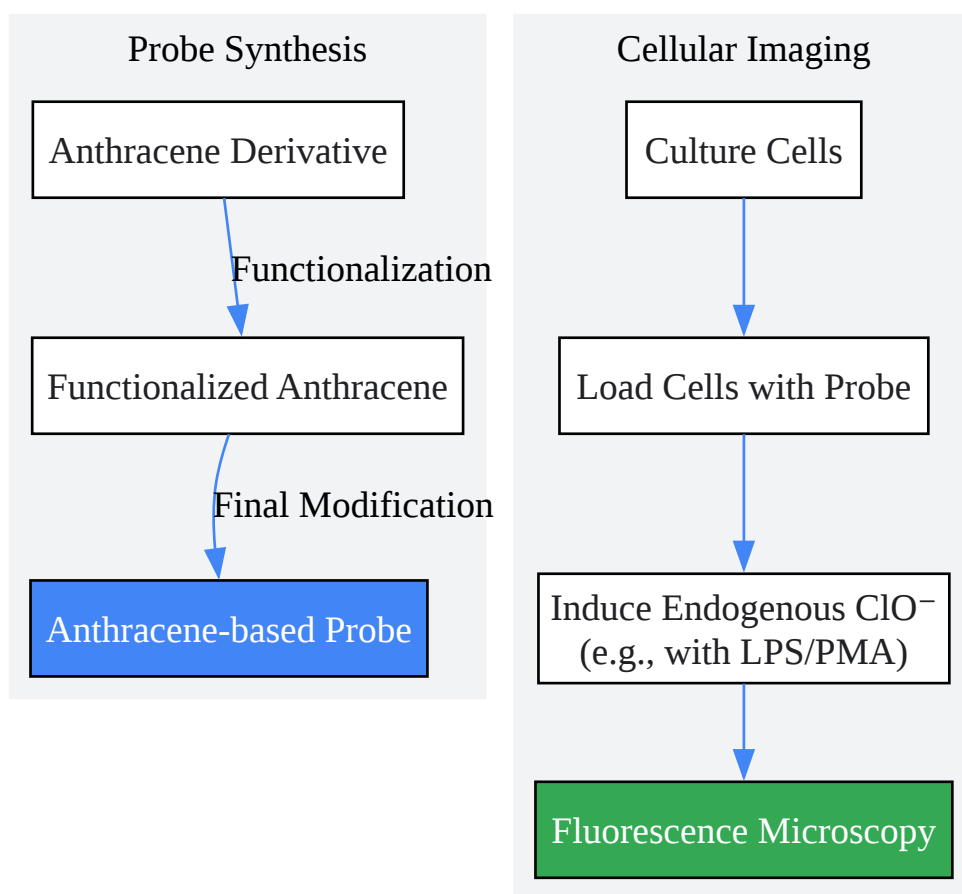 Probe Synthesis
Anthracene Derivative
Functionalization
Functionalized Anthracene
Final Modification
Anthracene-based Probe
Cellular Imaging
Culture Cells
Load Cells with Probe
Induce Endogenous ClO⁻
(e.g., with LPS/PMA)
Fluorescence Microscopy